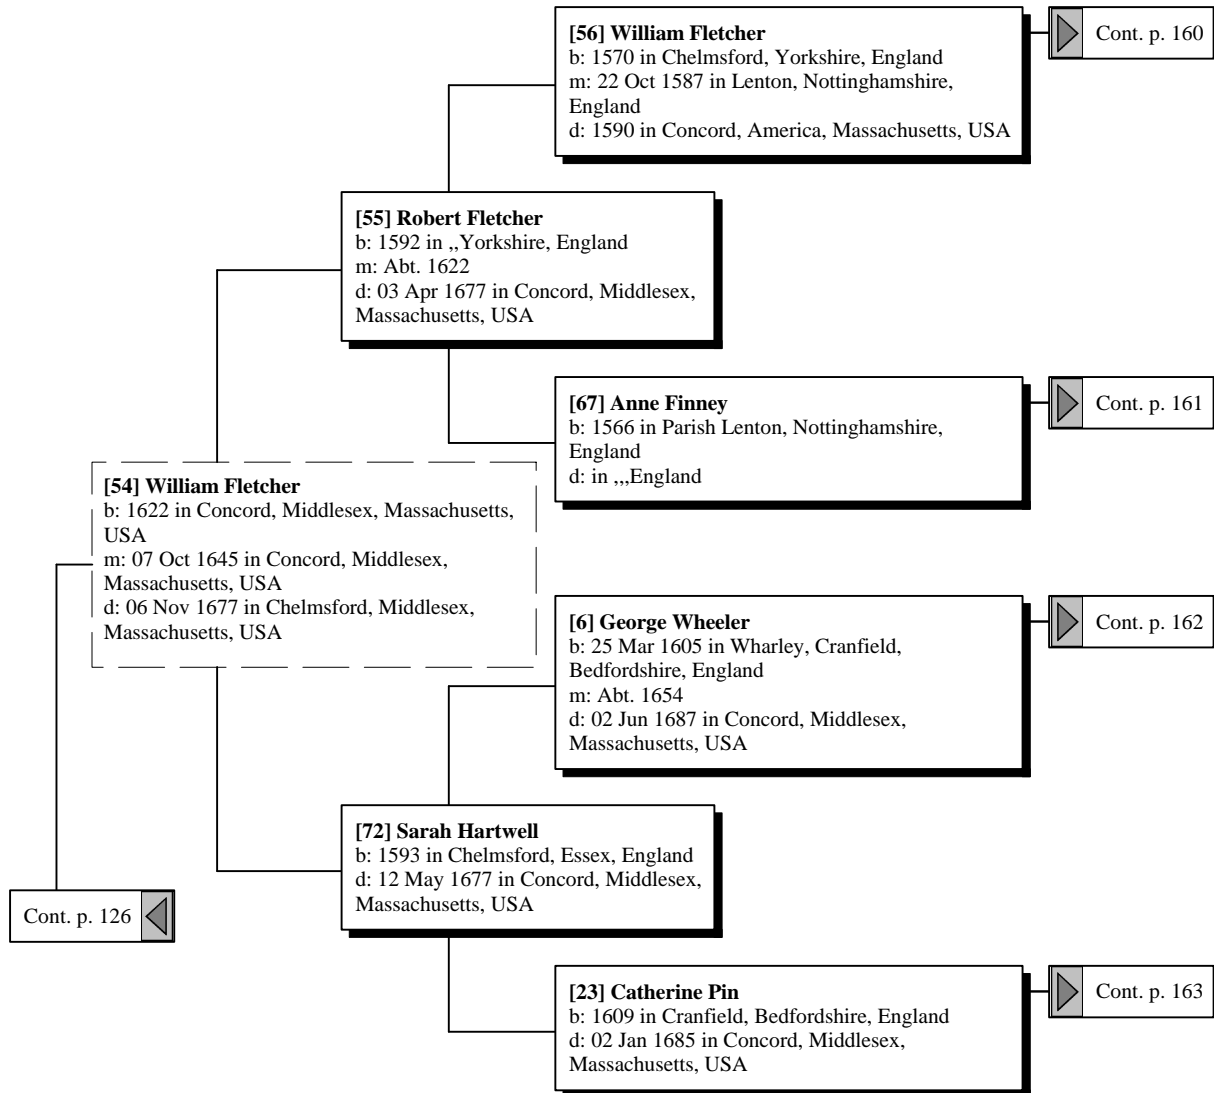 [56] William Fletcher
b: 1570 in Chelmsford, Yorkshire, England
m: 22 Oct 1587 in Lenton, Nottinghamshire,
England
d: 1590 in Concord, America, Massachusetts, USA
Cont. p. 160
[55] Robert Fletcher
b: 1592 in ,,Yorkshire, England
m: Abt. 1622
d: 03 Apr 1677 in Concord, Middlesex,
Massachusetts, USA
[67] Anne Finney
b: 1566 in Parish Lenton, Nottinghamshire,
England
d: in ,,,England
Cont. p. 161
[54] William Fletcher
b: 1622 in Concord, Middlesex, Massachusetts,
USA
m: 07 Oct 1645 in Concord, Middlesex,
Massachusetts, USA
d: 06 Nov 1677 in Chelmsford, Middlesex,
Massachusetts, USA
[6] George Wheeler
b: 25 Mar 1605 in Wharley, Cranfield,
Bedfordshire, England
m: Abt. 1654
d: 02 Jun 1687 in Concord, Middlesex,
Massachusetts, USA
Cont. p. 162
[72] Sarah Hartwell
b: 1593 in Chelmsford, Essex, England
d: 12 May 1677 in Concord, Middlesex,
Massachusetts, USA
Cont. p. 126
[23] Catherine Pin
b: 1609 in Cranfield, Bedfordshire, England
d: 02 Jan 1685 in Concord, Middlesex,
Massachusetts, USA
Cont. p. 163